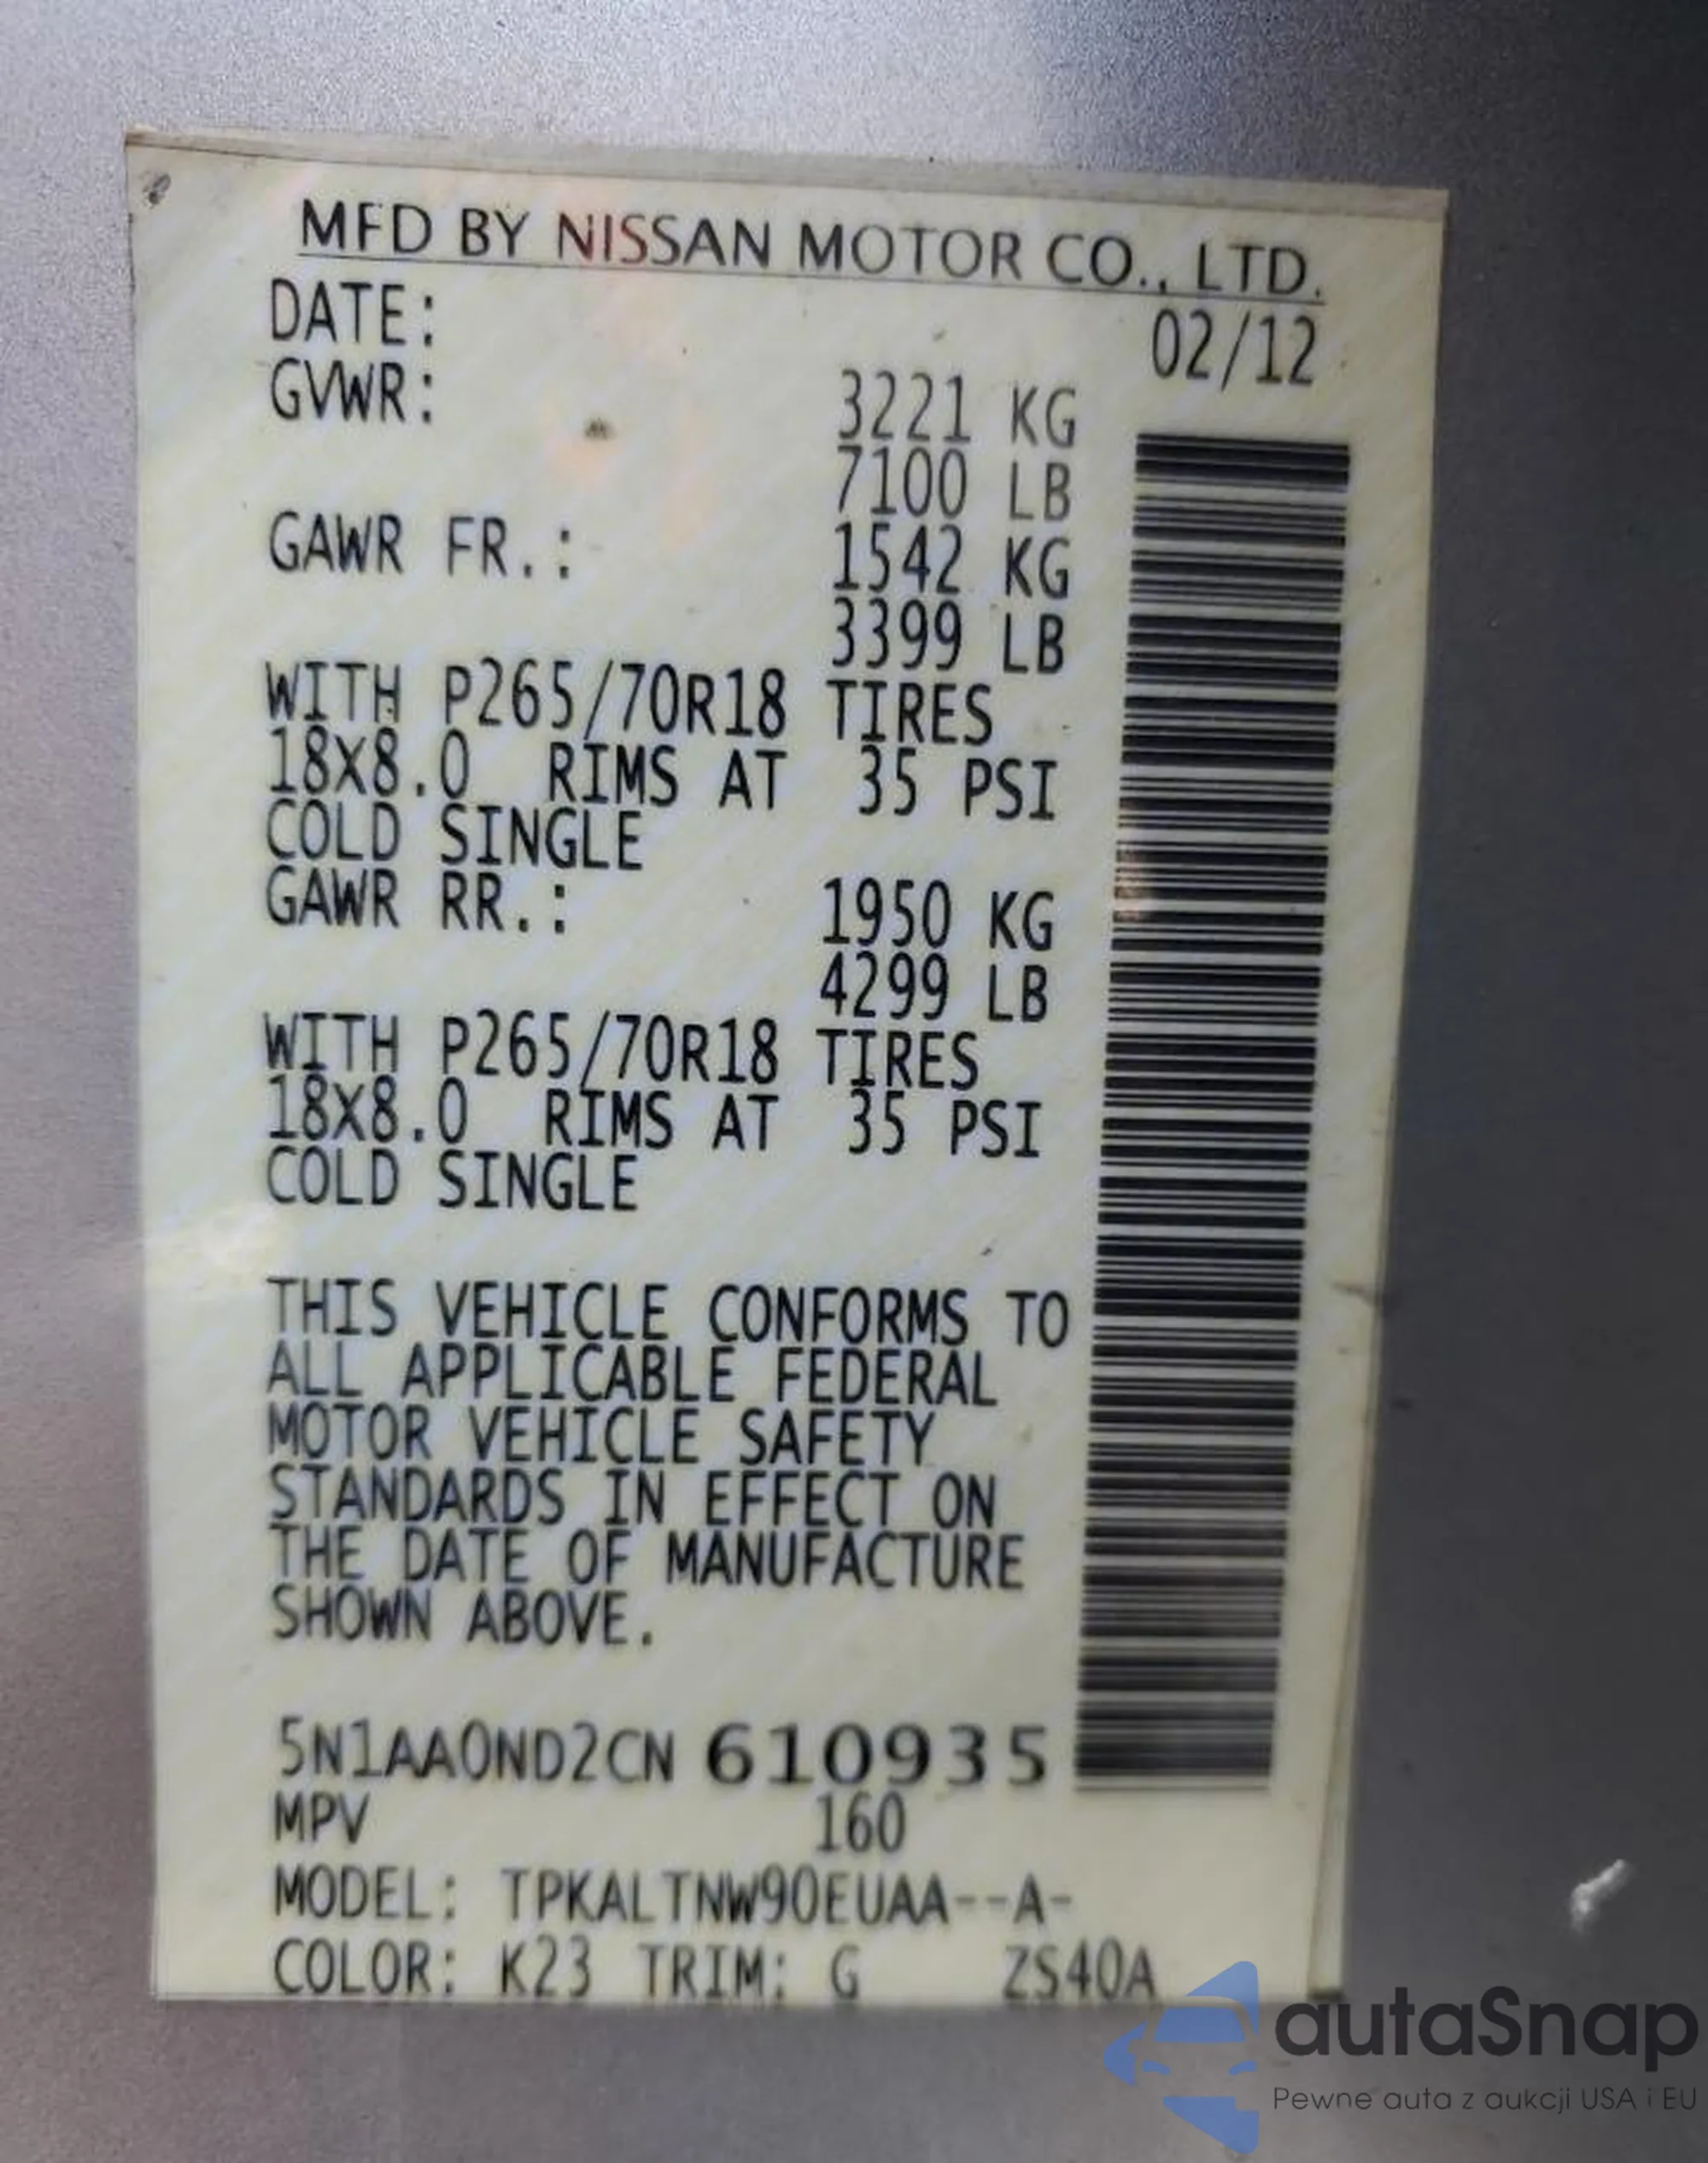 MFD BY NISSAN MOTOR CO., LTD.
DATE: 02/12
GVWR: 3221 KG
7100 LB
GAWR FR.: 1542 KG
3399 LB
WITH P265/70R18 TIRES
18X8.0 RIMS AT 35 PSI
COLD SINGLE
GAWR RR.: 1950 KG
4299 LB
WITH P265/70R18 TIRES
18X8.0 RIMS AT 35 PSI
COLD SINGLE
THIS VEHICLE CONFORMS TO
ALL APPLICABLE FEDERAL
MOTOR VEHICLE SAFETY
STANDARDS IN EFFECT ON
THE DATE OF MANUFACTURE
SHOWN ABOVE.
5N1AA0ND2CN 610935
MPV 160
MODEL: TPKALTNW90EUAA--A-
COLOR: K23 TRIM: G ZS40A
autaSnap
Pewne auta z aukcji USA i EU